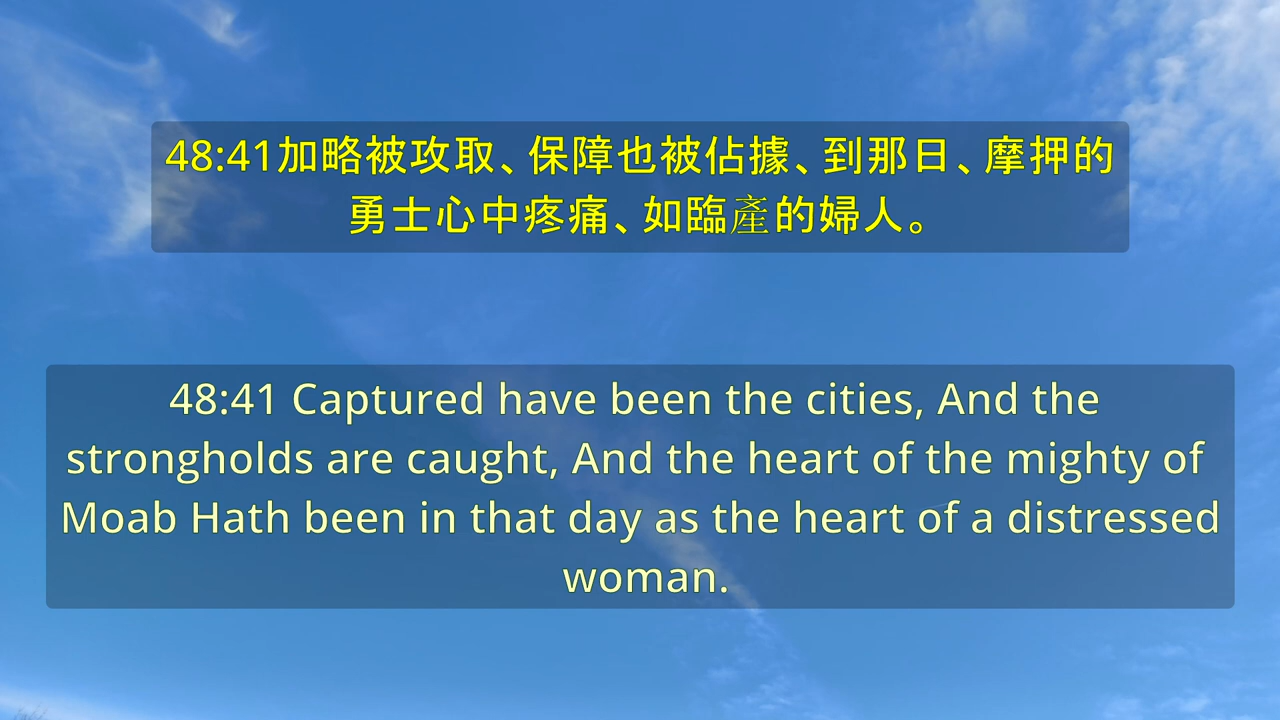 48:41加略被攻取、保障也被佔據、到那日、摩押的
勇士心中疼痛、如臨產的婦人。
48:41 Captured have been the cities, And the
strongholds are caught, And the heart of the mighty of
Moab Hath been in that day as the heart of a distressed
woman.